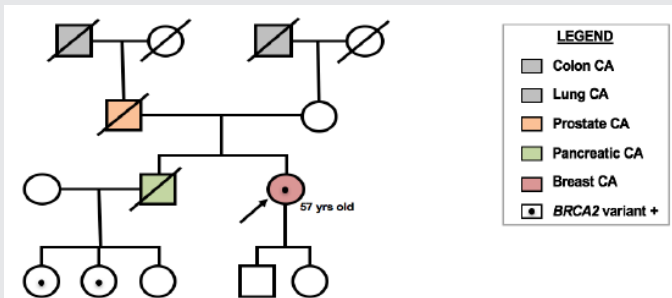 LEGEND
Colon CA
Lung CA
Prostate CA
Pancreatic CA
Breast CA
BRCA2 variant +
57 yrs old